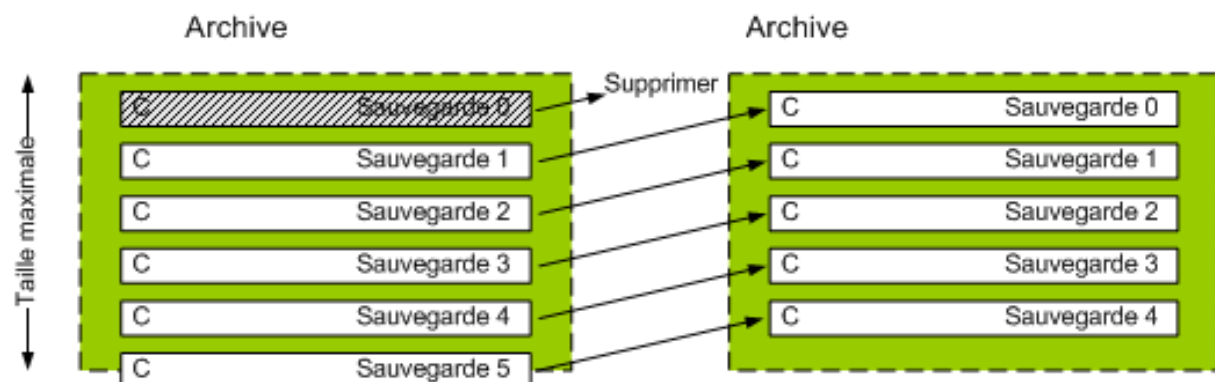 Archive
Archive
Supprimer
Taille maximale
C Sauvegarde 0
C Sauvegarde 1
C Sauvegarde 2
C Sauvegarde 3
C Sauvegarde 4
C Sauvegarde 5
C Sauvegarde 0
C Sauvegarde 1
C Sauvegarde 2
C Sauvegarde 3
C Sauvegarde 4